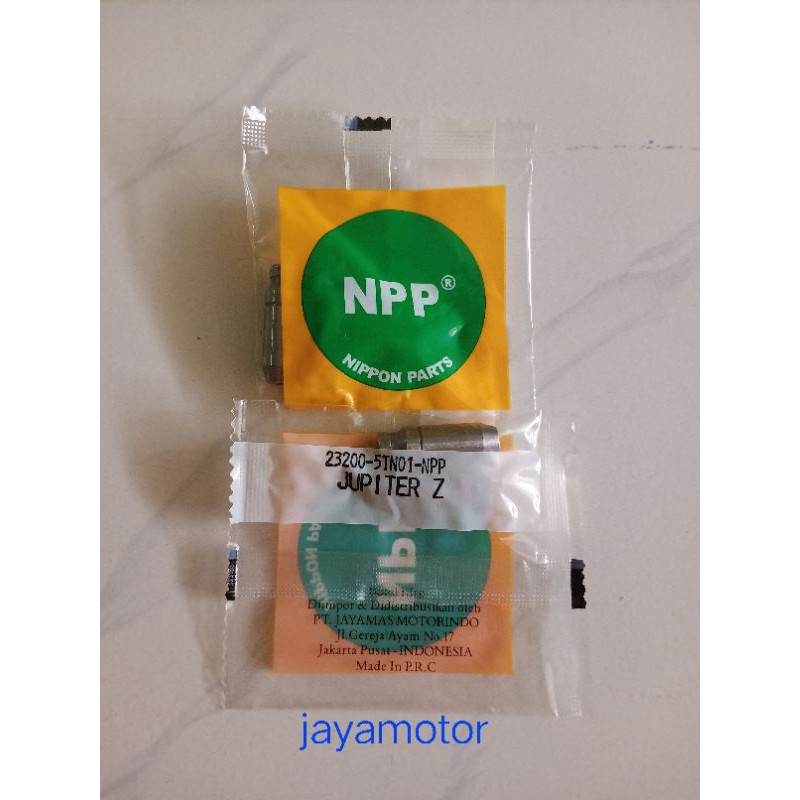 NPP®
NIPPON PARTS
23200-5TN01-NPP
JUPITER Z
Diimpor & Didistribusikan oleh
PT. JAYAMAS MOTORINDO
Jl.Gereja Ayam No.17
Jakarta Pusat - INDONESIA
Made In P.R.C
jayamotor